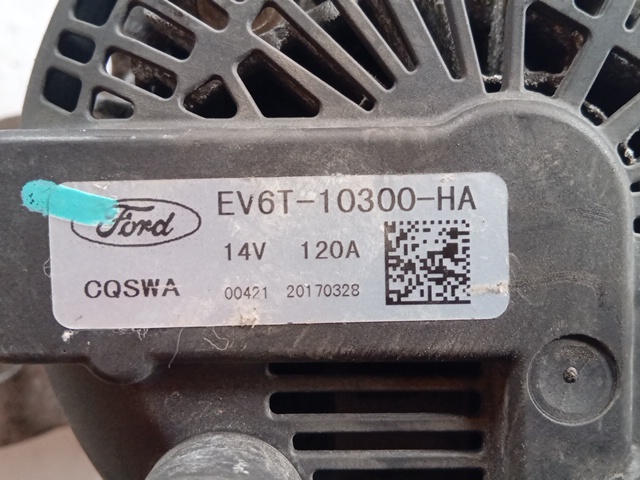 Ford
EV6T-10300-HA
14V 120A
CQSWA
00421 20170328